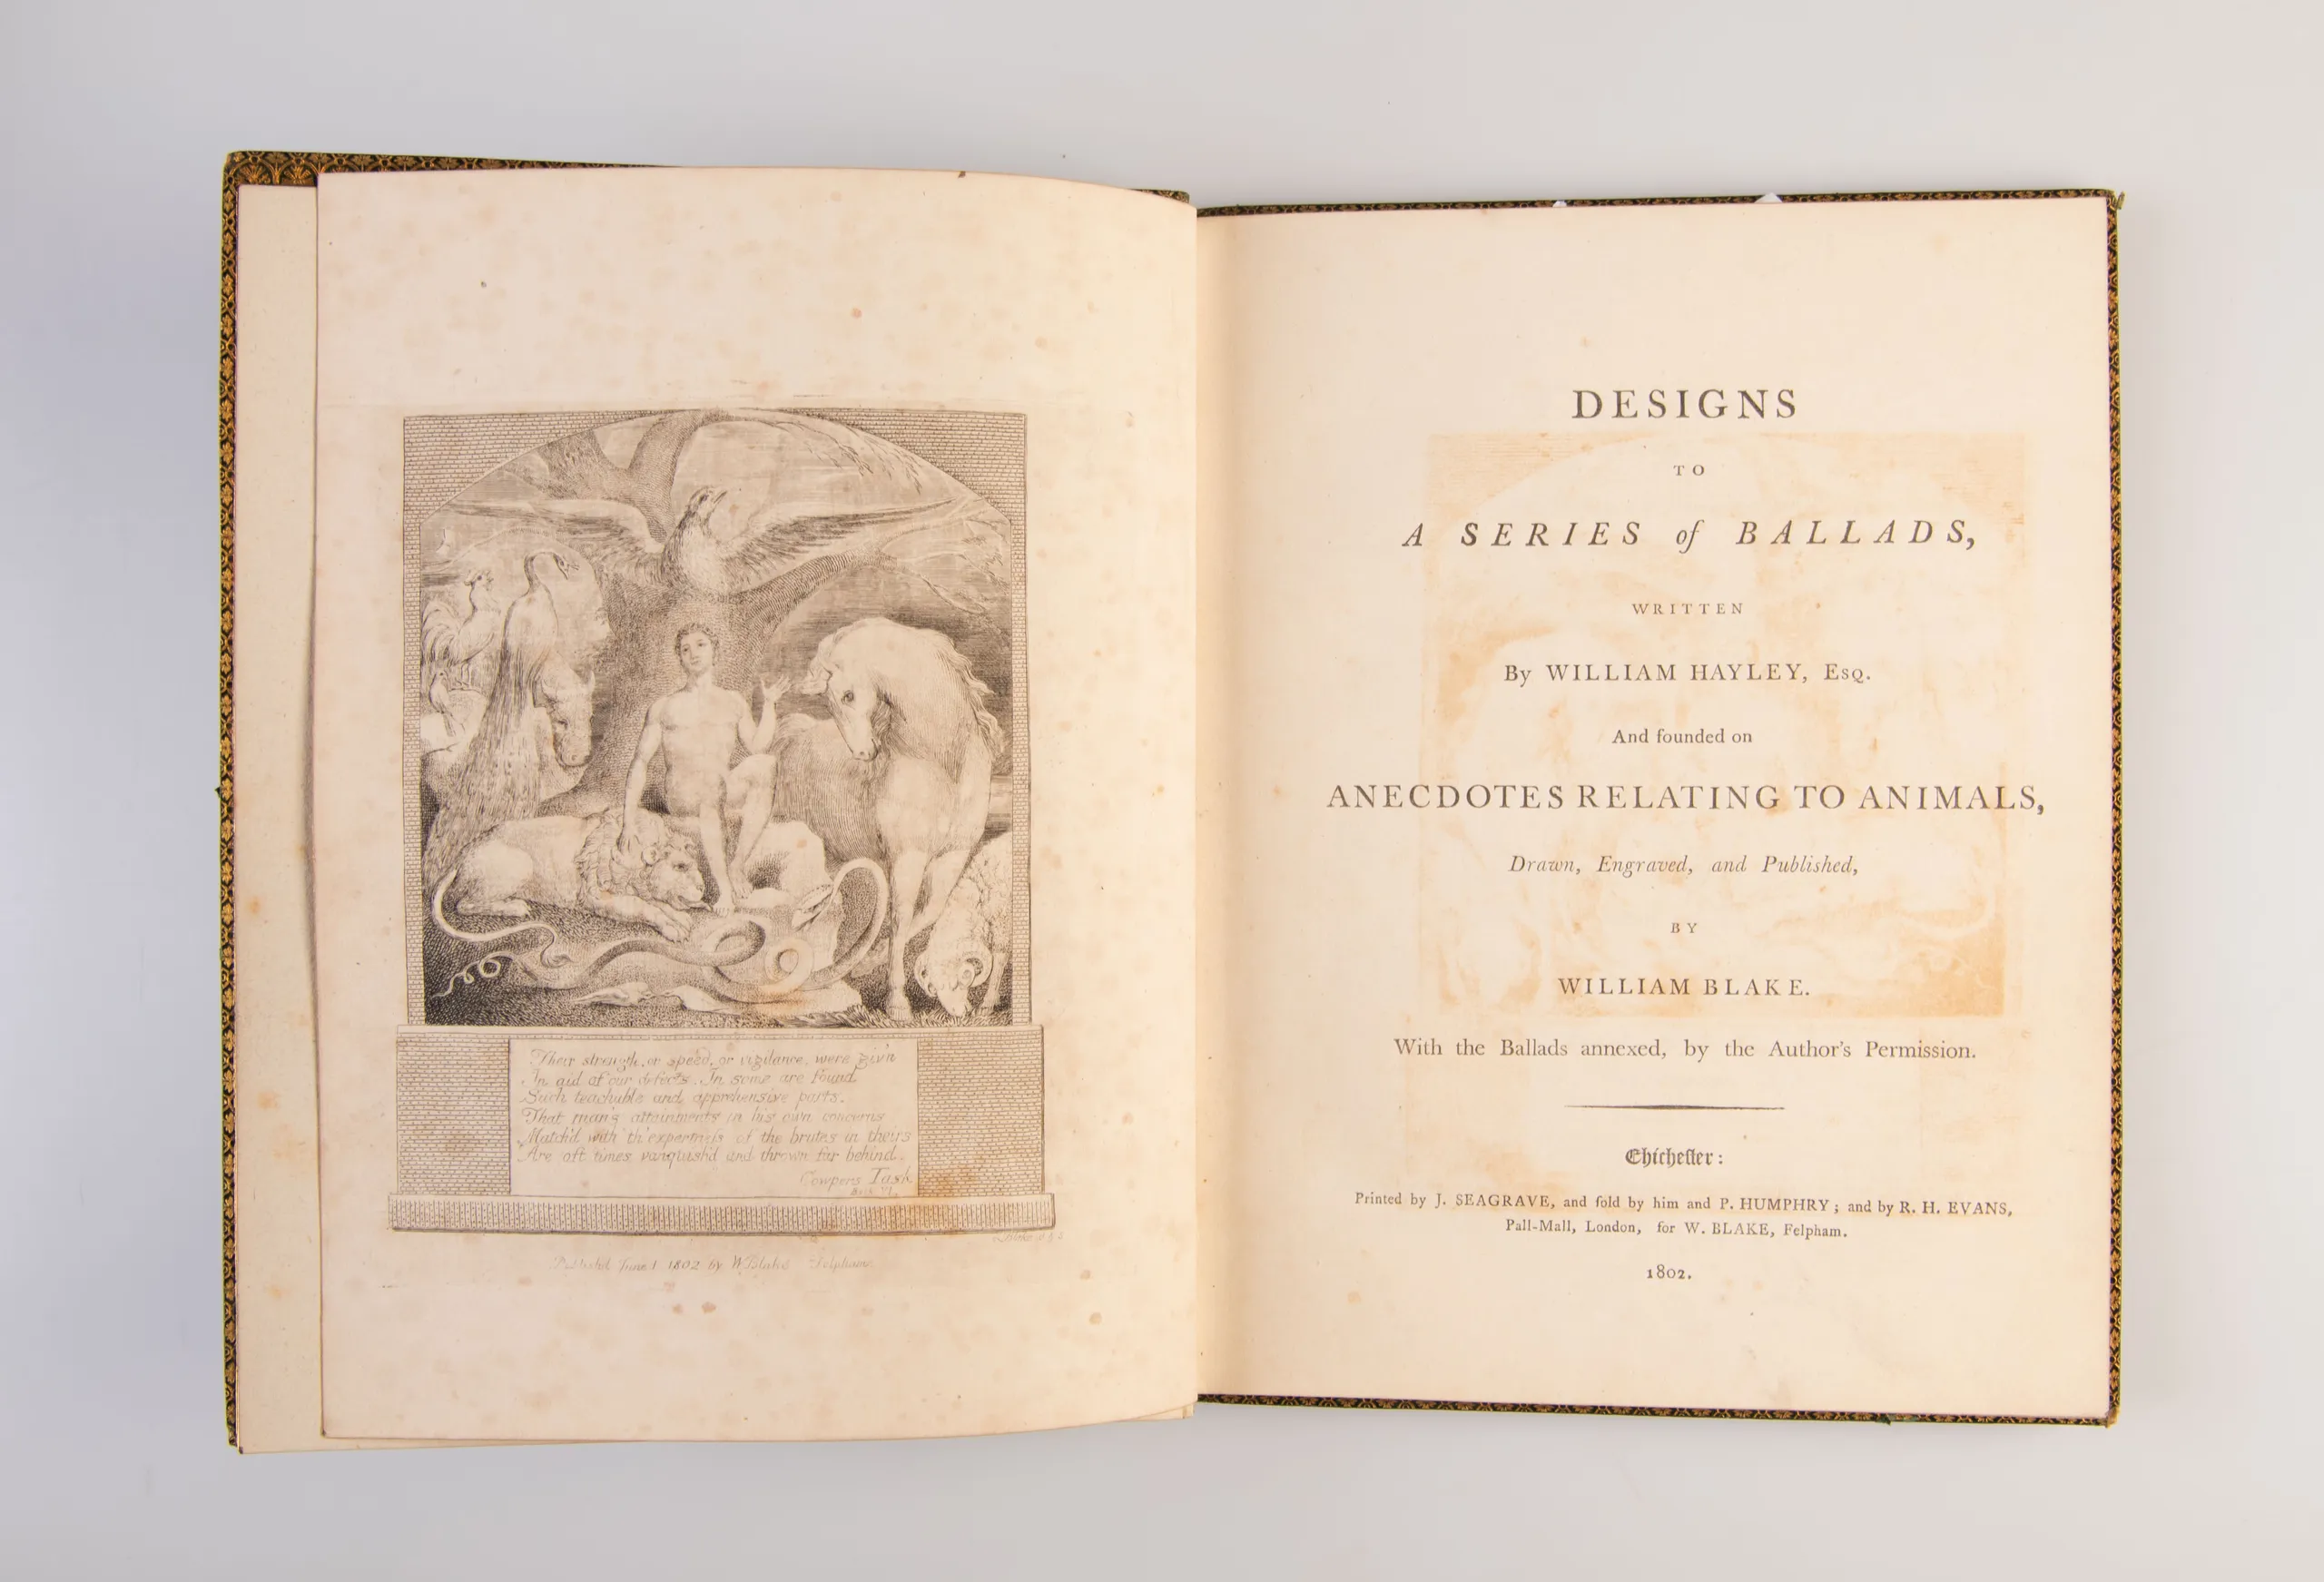 Their strength, or speed, or vigilance, were giv'n
In aid of our defects. In some are found
Such teachable and apprehensive parts,
That man's attainments in his own concerns
Match'd with th'expertness of the brutes in theirs
Are oft times vanquish'd and thrown far behind.
Cowpers Task
Book VI
Publish'd June 1 1802 by W Blake Felpham
DESIGNS
TO
A SERIES of BALLADS,
WRITTEN
By WILLIAM HAYLEY, Esq.
And founded on
ANECDOTES RELATING TO ANIMALS,
Drawn, Engraved, and Published,
BY
WILLIAM BLAKE.
With the Ballads annexed, by the Author's Permission.
Chicheſter:
Printed by J. SEAGRAVE, and ſold by him and P. HUMPHRY; and by R. H. EVANS,
Pall-Mall, London, for W. BLAKE, Felpham.
1802.